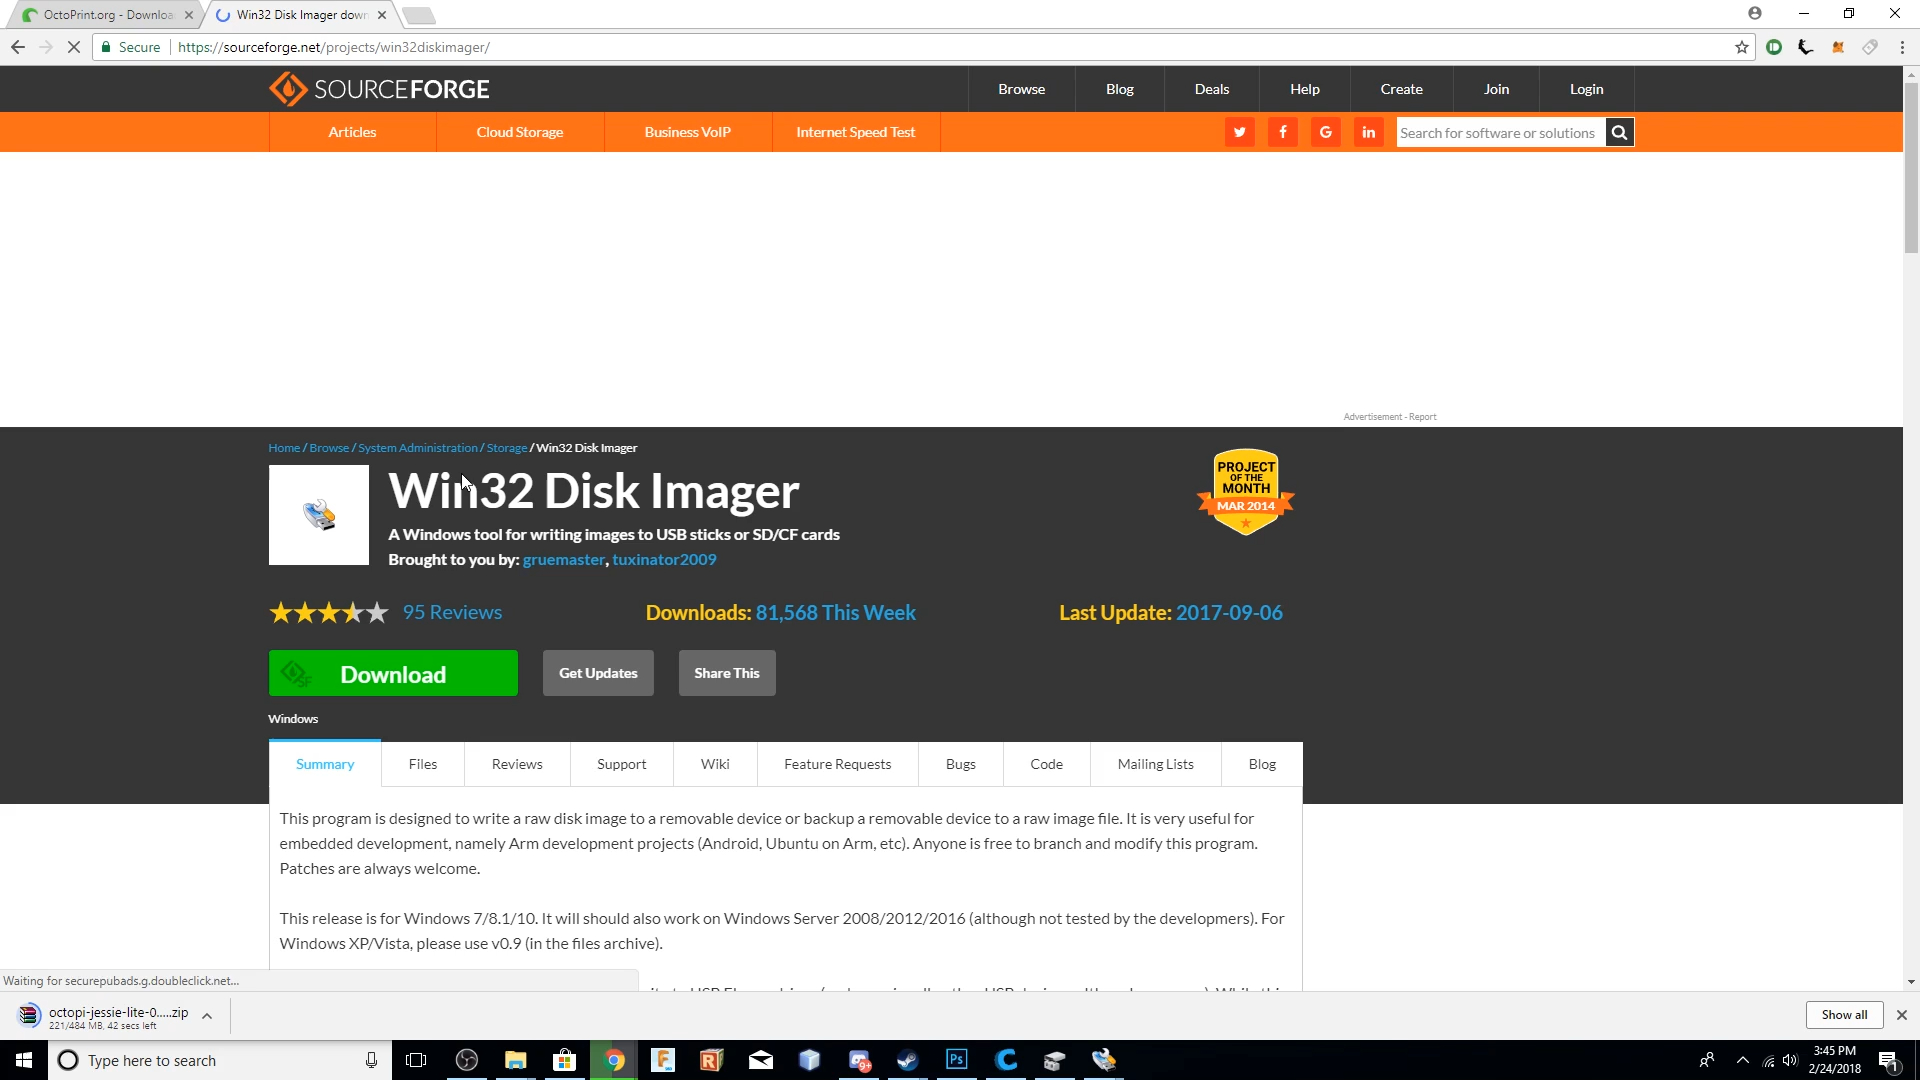 OctoPrint.org - Downloa
Win32 Disk Imager down
Secure
https://sourceforge.net/projects/win32diskimager/
SOURCEFORGE
Browse
Blog
Deals
Help
Create
Join
Login
Articles
Cloud Storage
Business VoIP
Internet Speed Test
Search for software or solutions
Advertisement - Report
Home / Browse / System Administration / Storage / Win32 Disk Imager
Win32 Disk Imager
A Windows tool for writing images to USB sticks or SD/CF cards
Brought to you by: gruemaster, tuxinator2009
PROJECT
OF THE
MONTH
MAR 2014
95 Reviews
Downloads: 81,568 This Week
Last Update: 2017-09-06
Download
Get Updates
Share This
Windows
Summary
Files
Reviews
Support
Wiki
Feature Requests
Bugs
Code
Mailing Lists
Blog
This program is designed to write a raw disk image to a removable device or backup a removable device to a raw image file. It is very useful for
embedded development, namely Arm development projects (Android, Ubuntu on Arm, etc). Anyone is free to branch and modify this program.
Patches are always welcome.
This release is for Windows 7/8.1/10. It will should also work on Windows Server 2008/2012/2016 (although not tested by the developmers). For
Windows XP/Vista, please use v0.9 (in the files archive).
Waiting for securepubads.g.doubleclick.net...
octopi-jessie-lite-0.....zip
221/484 MB, 42 secs left
Show all
Type here to search
3:45 PM
2/24/2018